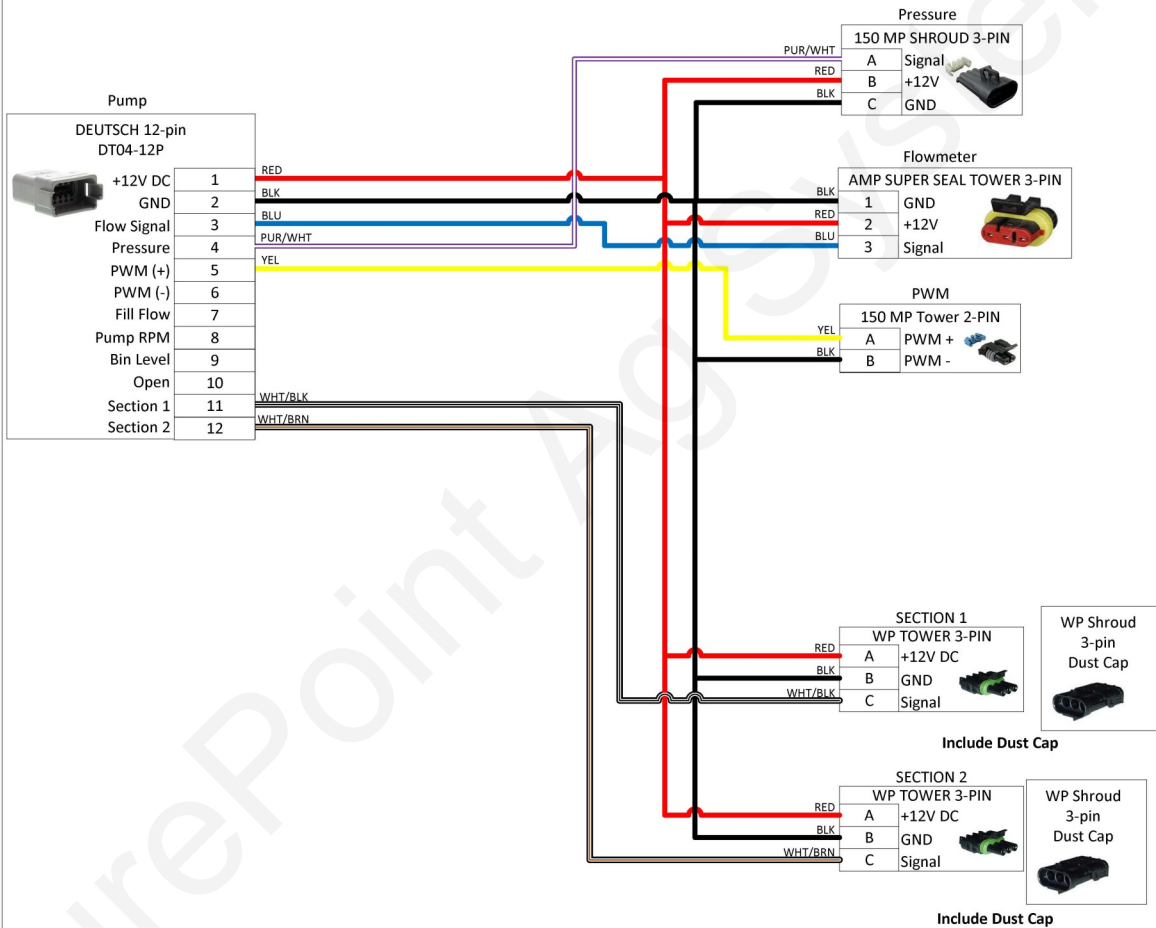 Pump
DEUTSCH 12-pin
DT04-12P
+12V DC 1
GND 2
Flow Signal 3
Pressure 4
PWM (+) 5
PWM (-) 6
Fill Flow 7
Pump RPM 8
Bin Level 9
Open 10
Section 1 11
Section 2 12
RED
BLK
BLU
PUR/WHT
YEL
WHT/BLK
WHT/BRN
Pressure
150 MP SHROUD 3-PIN
PUR/WHT A Signal
RED B +12V
BLK C GND
Flowmeter
AMP SUPER SEAL TOWER 3-PIN
BLK 1 GND
RED 2 +12V
BLU 3 Signal
PWM
150 MP Tower 2-PIN
YEL A PWM +
BLK B PWM -
SECTION 1
WP TOWER 3-PIN
RED A +12V DC
BLK B GND
WHT/BLK C Signal
WP Shroud
3-pin
Dust Cap
Include Dust Cap
SECTION 2
WP TOWER 3-PIN
RED A +12V DC
BLK B GND
WHT/BRN C Signal
WP Shroud
3-pin
Dust Cap
Include Dust Cap
urePoint Ag Syste